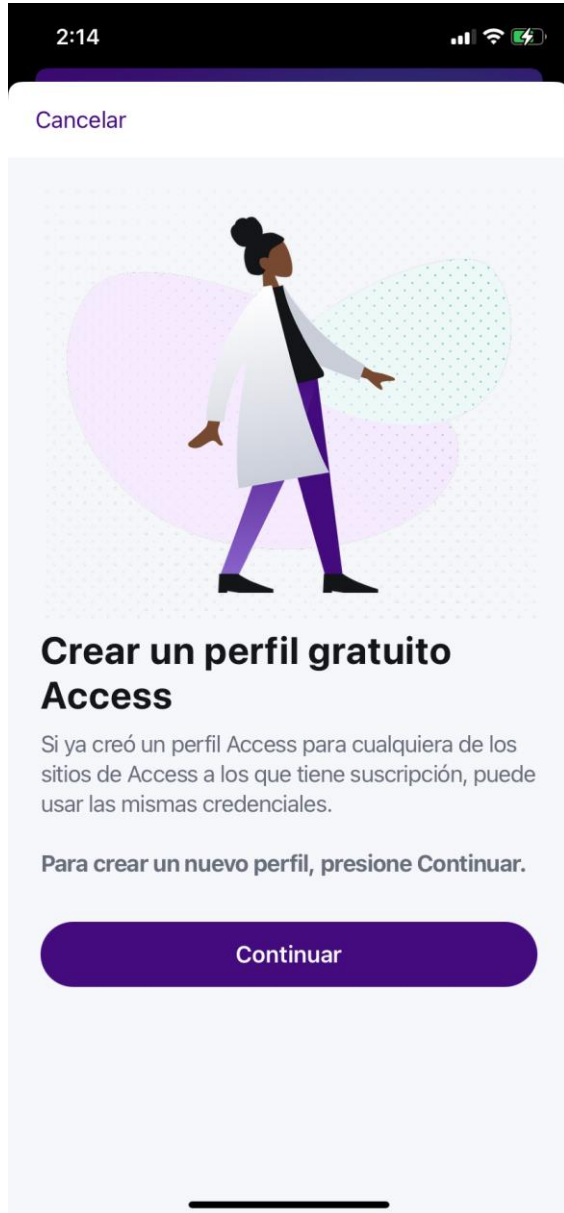 2:14
Cancelar
Crear un perfil gratuito
Access
Si ya creó un perfil Access para cualquiera de los
sitios de Access a los que tiene suscripción, puede
usar las mismas credenciales.
Para crear un nuevo perfil, presione Continuar.
Continuar